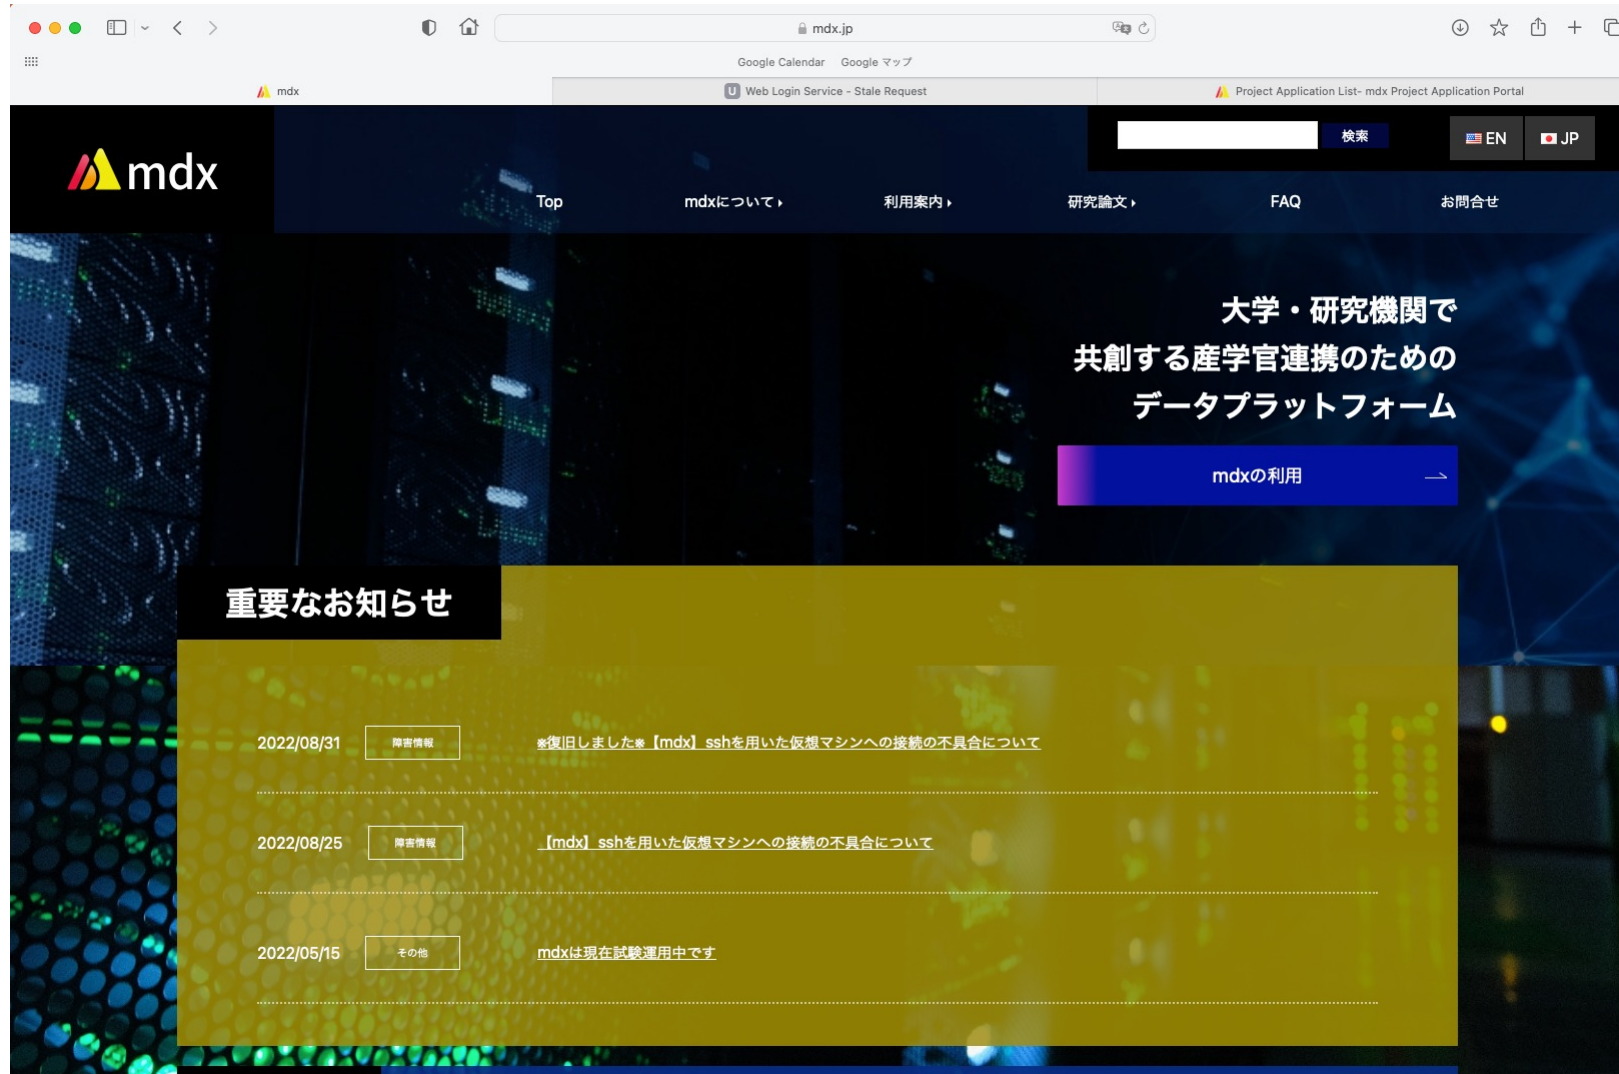 mdx.jp
Google Calendar Google マップ
mdx
U Web Login Service - Stale Request
Project Application List- mdx Project Application Portal
mdx
検索
EN
JP
Top
mdxについて
利用案内
研究論文
FAQ
お問合せ
大学・研究機関で
共創する産学官連携のための
データプラットフォーム
mdxの利用
重要なお知らせ
2022/08/31 障害情報 ※復旧しました※【mdx】sshを用いた仮想マシンへの接続の不具合について
2022/08/25 障害情報 【mdx】sshを用いた仮想マシンへの接続の不具合について
2022/05/15 その他 mdxは現在試験運用中です